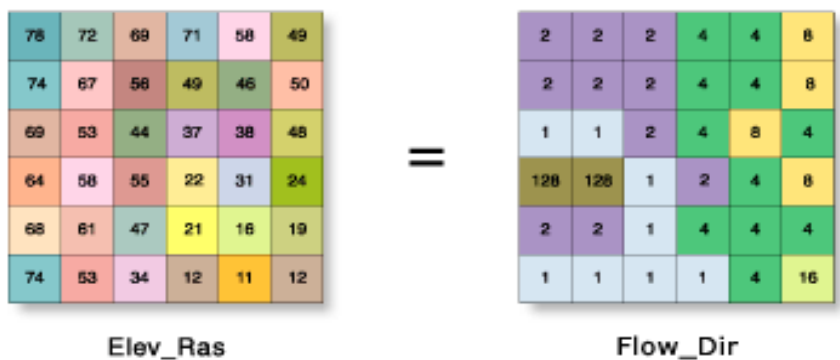 78 72 69 71 58 49 2 2 2 4 4 8
74 67 56 49 46 50 2 2 2 4 4 8
69 53 44 37 38 48 1 1 2 4 8 4
=
64 58 55 22 31 24 128 128 1 2 4 8
68 61 47 21 16 19 2 2 1 4 4 4
74 53 34 12 11 12 1 1 1 1 4 16
Elev_Ras Flow_Dir